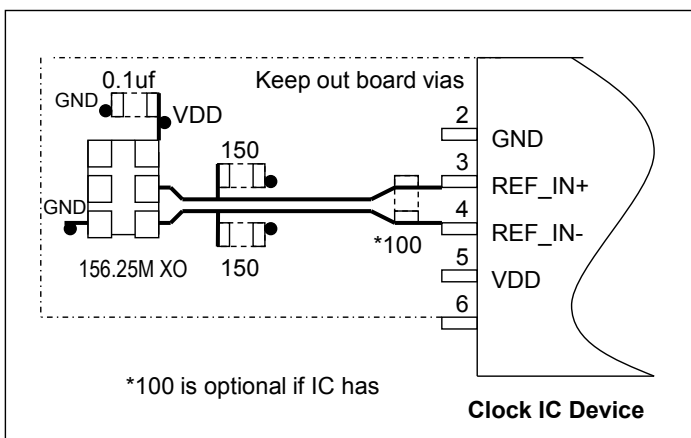 0.1uf
Keep out board vias
GND
VDD
2
GND
150
3
REF_IN+
GND
4
REF_IN-
*100
5
VDD
156.25M XO
150
6
*100 is optional if IC has
Clock IC Device